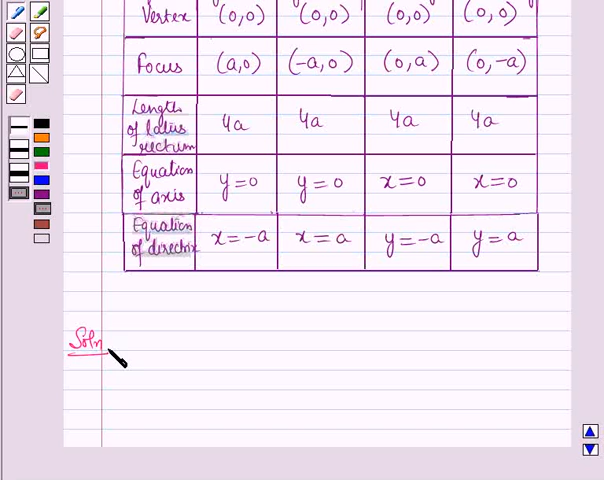 Vertex (0,0) (0,0) (0,0) (0,0)
Focus (a,0) (-a,0) (0,a) (0,-a)
Length
of latus
rectum 4a 4a 4a 4a
Equation
of axis y=0 y=0 x=0 x=0
Equation
of directrix x=-a x=a y=-a y=a
Soln